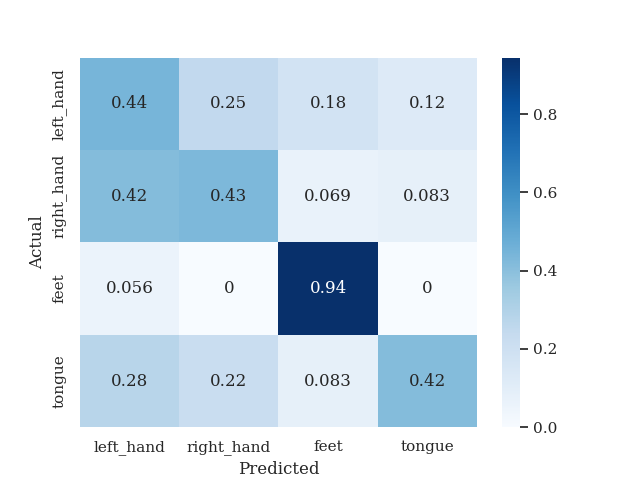 left_hand 0.44 0.25 0.18 0.12
right_hand 0.42 0.43 0.069 0.083
feet 0.056 0 0.94 0
tongue 0.28 0.22 0.083 0.42
left_hand right_hand feet tongue
Predicted
Actual
0.8
0.6
0.4
0.2
0.0